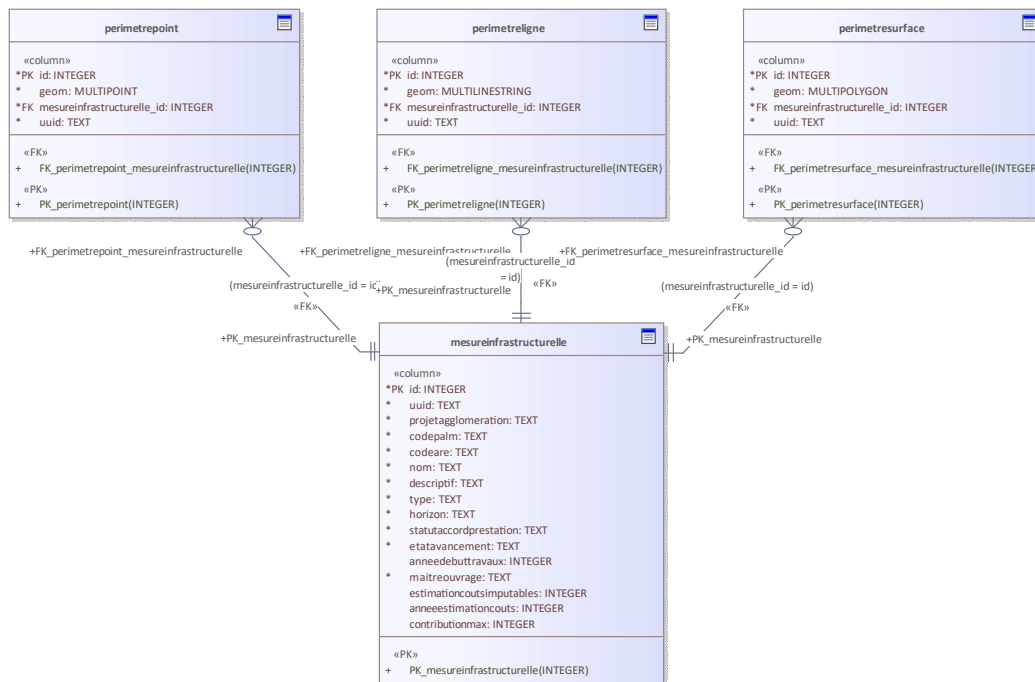 perimetrepoint
«column»
*PK id: INTEGER
* geom: MULTIPOINT
*FK mesureinfrastructurelle_id: INTEGER
* uuid: TEXT
«FK»
+ FK_perimetrepoint_mesureinfrastructurelle(INTEGER)
«PK»
+ PK_perimetrepoint(INTEGER)
perimetreligne
«column»
*PK id: INTEGER
* geom: MULTILINESTRING
*FK mesureinfrastructurelle_id: INTEGER
* uuid: TEXT
«FK»
+ FK_perimetreligne_mesureinfrastructurelle(INTEGER)
«PK»
+ PK_perimetreligne(INTEGER)
perimetresurface
«column»
*PK id: INTEGER
* geom: MULTIPOLYGON
*FK mesureinfrastructurelle_id: INTEGER
* uuid: TEXT
«FK»
+ FK_perimetresurface_mesureinfrastructurelle(INTEGER)
«PK»
+ PK_perimetresurface(INTEGER)
+FK_perimetrepoint_mesureinfrastructurelle
(mesureinfrastructurelle_id = id)
«FK»
+PK_mesureinfrastructurelle
+FK_perimetreligne_mesureinfrastructurelle
(mesureinfrastructurelle_id
= id)
«FK»
+PK_mesureinfrastructurelle
+FK_perimetresurface_mesureinfrastructurelle
(mesureinfrastructurelle_id = id)
«FK»
+PK_mesureinfrastructurelle
mesureinfrastructurelle
«column»
*PK id: INTEGER
* uuid: TEXT
* projetagglomeration: TEXT
* codepalm: TEXT
* codeare: TEXT
* nom: TEXT
* descriptif: TEXT
* type: TEXT
* horizon: TEXT
* statutaccordprestation: TEXT
* etatavancement: TEXT
anneedebuttravaux: INTEGER
* maitreouvrage: TEXT
estimationcoutsimputables: INTEGER
anneeestimationcouts: INTEGER
contributionmax: INTEGER
«PK»
+ PK_mesureinfrastructurelle(INTEGER)